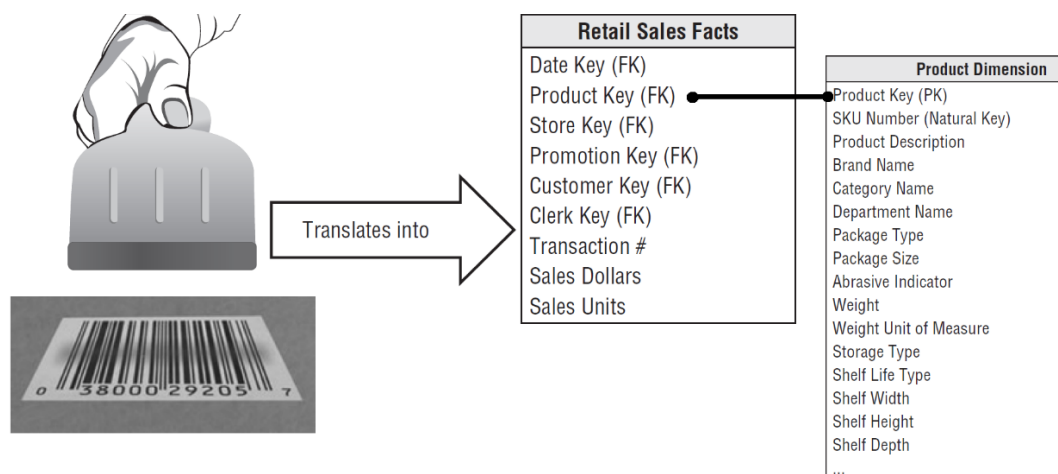 Translates into
0 38000 29205 7
Retail Sales Facts
Date Key (FK)
Product Key (FK)
Store Key (FK)
Promotion Key (FK)
Customer Key (FK)
Clerk Key (FK)
Transaction #
Sales Dollars
Sales Units
Product Dimension
Product Key (PK)
SKU Number (Natural Key)
Product Description
Brand Name
Category Name
Department Name
Package Type
Package Size
Abrasive Indicator
Weight
Weight Unit of Measure
Storage Type
Shelf Life Type
Shelf Width
Shelf Height
Shelf Depth
...